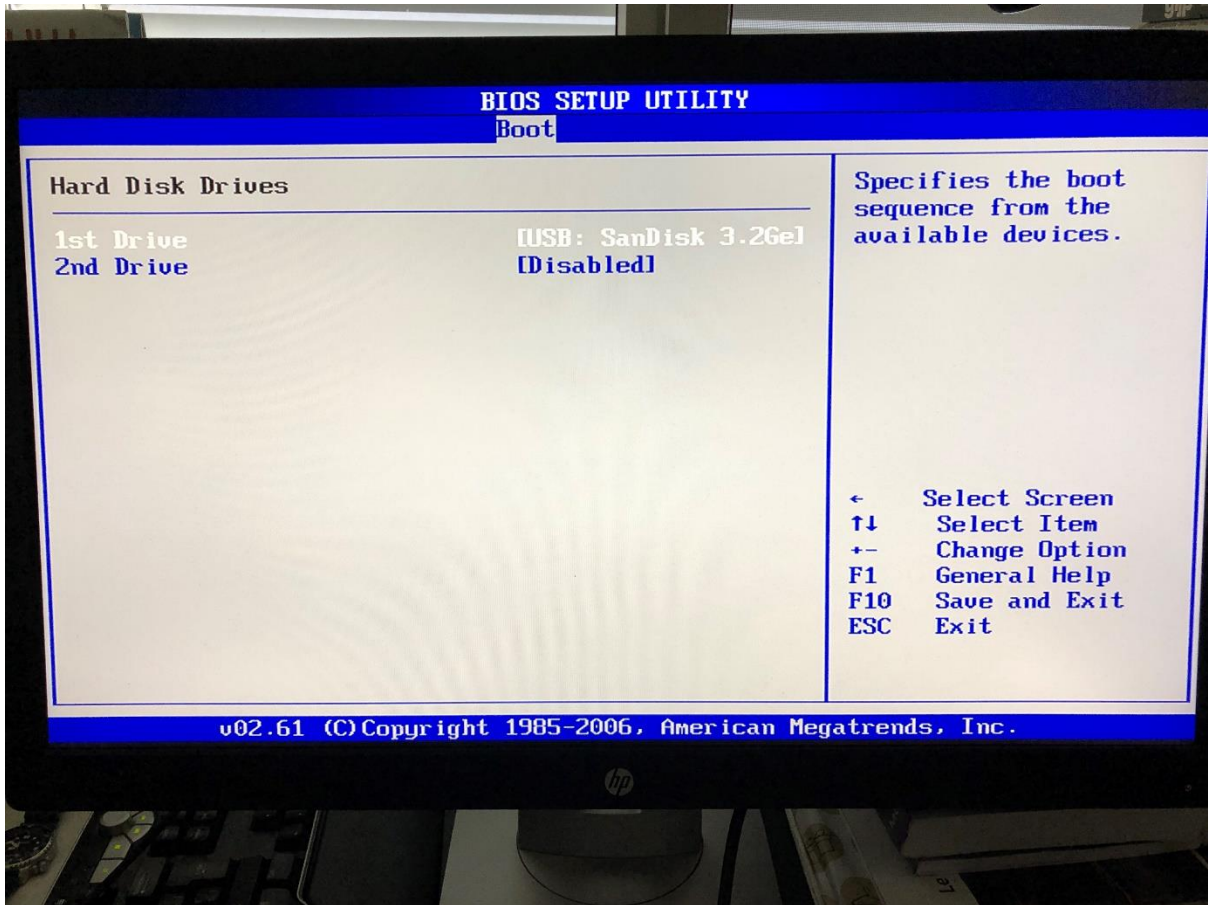 BIOS SETUP UTILITY
Boot
Hard Disk Drives
1st Drive [USB: SanDisk 3.2Ge]
2nd Drive [Disabled]
Specifies the boot
sequence from the
available devices.
← Select Screen
↑↓ Select Item
+- Change Option
F1 General Help
F10 Save and Exit
ESC Exit
v02.61 (C)Copyright 1985-2006, American Megatrends, Inc.
hp